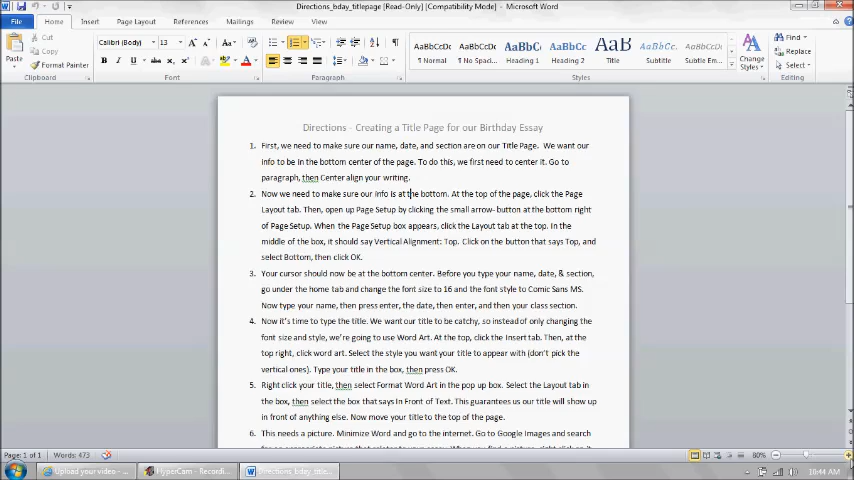 Directions_bday_titlepage [Read-Only] [Compatibility Mode] - Microsoft Word
File Home Insert Page Layout References Mailings Review View
Cut
Copy
Format Painter
Paste
Clipboard
Calibri (Body) 13
Font
Paragraph
AaBbCcDc AaBbCcDc AaBbC AaBbCc AaB AaBbCc. AaBbCcDc
¶ Normal ¶ No Spaci... Heading 1 Heading 2 Title Subtitle Subtle Em...
Styles
Change
Styles
Find
Replace
Select
Editing
Directions - Creating a Title Page for our Birthday Essay
1. First, we need to make sure our name, date, and section are on our Title Page. We want our
info to be in the bottom center of the page. To do this, we first need to center it. Go to
paragraph, then Center align your writing.
2. Now we need to make sure our info is at the bottom. At the top of the page, click the Page
Layout tab. Then, open up Page Setup by clicking the small arrow- button at the bottom right
of Page Setup. When the Page Setup box appears, click the Layout tab at the top. In the
middle of the box, it should say Vertical Alignment: Top. Click on the button that says Top, and
select Bottom, then click OK.
3. Your cursor should now be at the bottom center. Before you type your name, date, & section,
go under the home tab and change the font size to 16 and the font style to Comic Sans MS.
Now type your name, then press enter, the date, then enter, and then your class section.
4. Now it's time to type the title. We want our title to be catchy, so instead of only changing the
font size and style, we're going to use Word Art. At the top, click the Insert tab. Then, at the
top right, click word art. Select the style you want your title to appear with (don't pick the
vertical ones). Type your title in the box, then press OK.
5. Right click your title, then select Format Word Art in the pop up box. Select the Layout tab in
the box, then select the box that says In Front of Text. This guarantees us our title will show up
in front of anything else. Now move your title to the top of the page.
6. This needs a picture. Minimize Word and go to the internet. Go to Google Images and search
Page: 1 of 1 Words: 473 80%
Upload your video - ... HyperCam - Recordi... Directions_bday_title... 10:44 AM